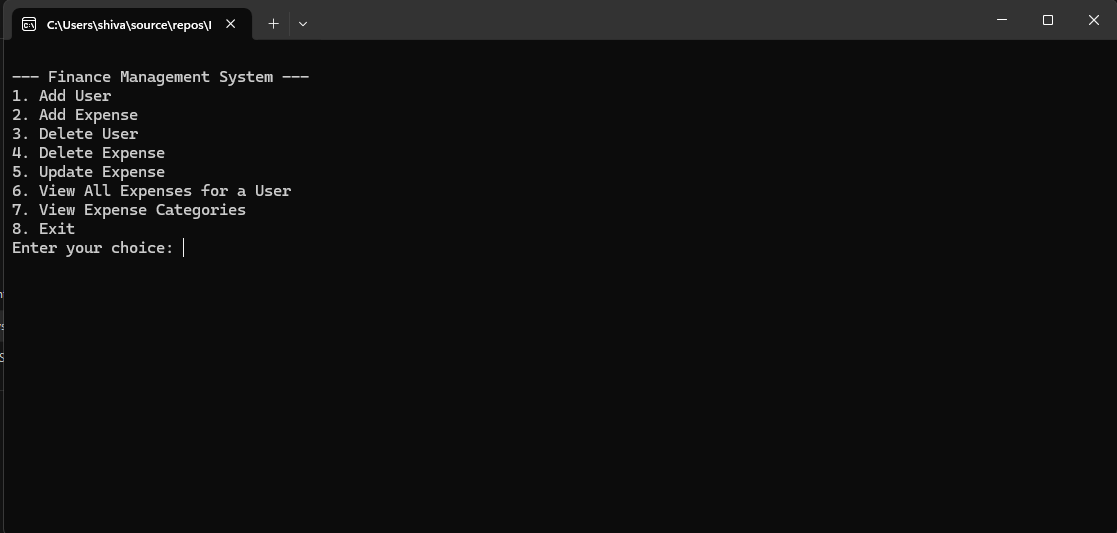 C:\Users\shiva\source\repos\
--- Finance Management System ---
1. Add User
2. Add Expense
3. Delete User
4. Delete Expense
5. Update Expense
6. View All Expenses for a User
7. View Expense Categories
8. Exit
Enter your choice: